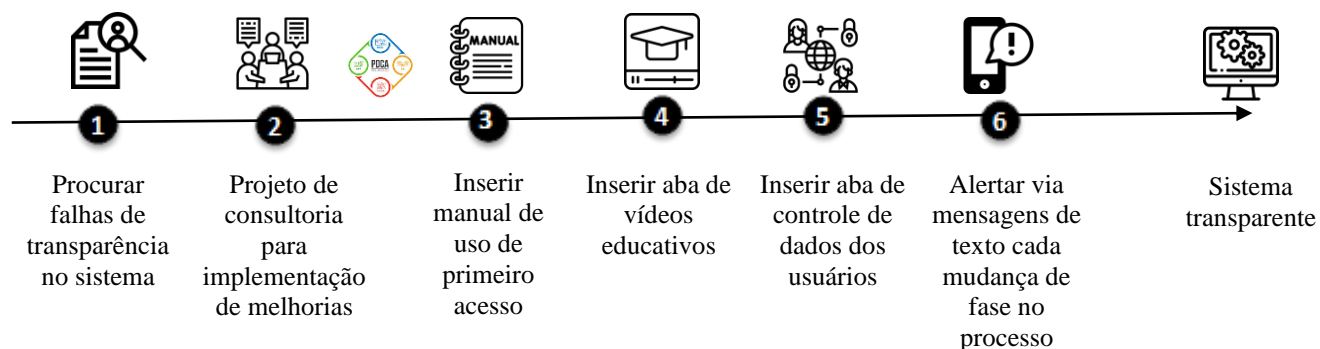 MANUAL
PDCA
1
2
3
4
5
6
Procurar
falhas de
transparência
no sistema
Projeto de
consultoria
para
implementação
de melhorias
Inserir
manual de
uso de
primeiro
acesso
Inserir aba de
vídeos
educativos
Inserir aba de
controle de
dados dos
usuários
Alertar via
mensagens de
texto cada
mudança de
fase no
processo
Sistema
transparente